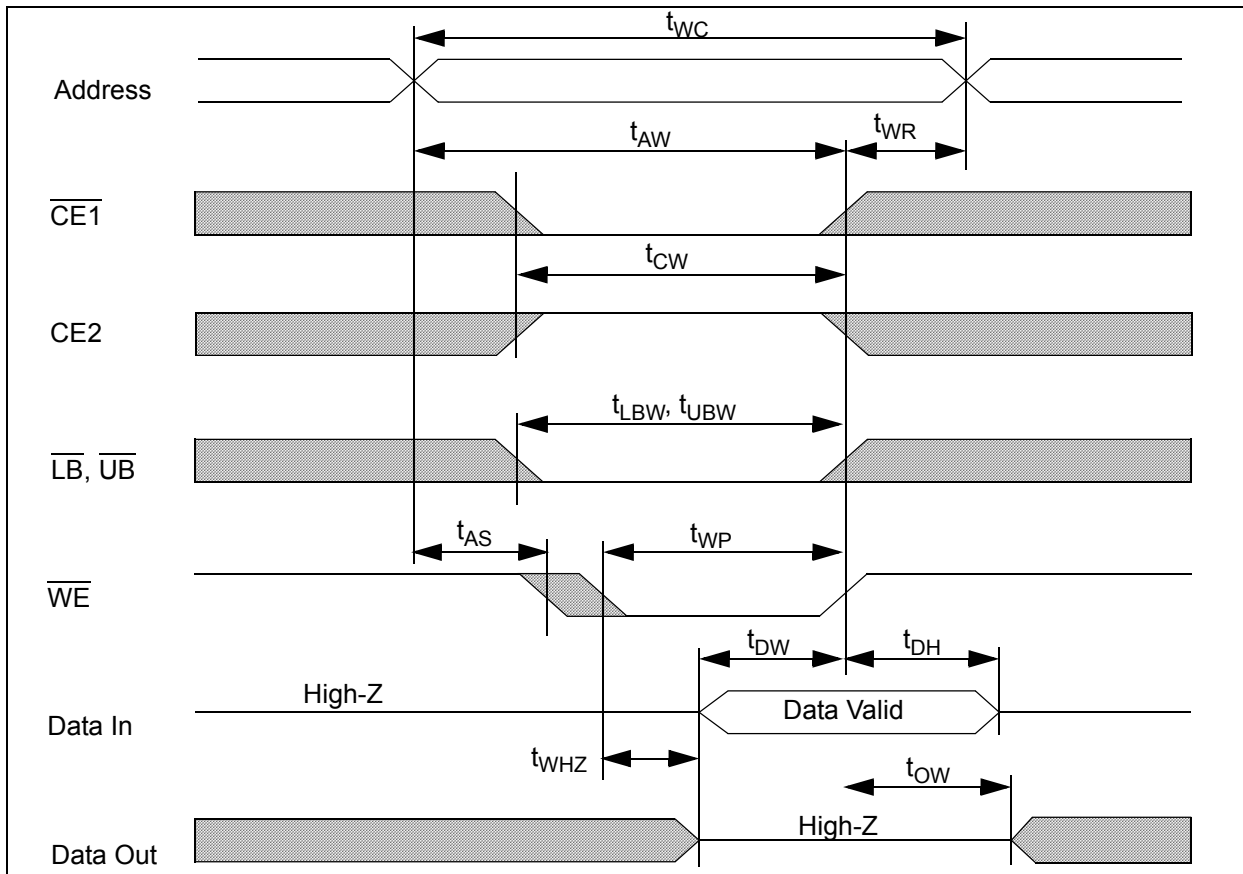 tWC
Address
tAW
tWR
CE1
tCW
CE2
tLBW, tUBW
LB, UB
tAS
tWP
WE
tDW
tDH
High-Z
Data In
Data Valid
tWHZ
tOW
High-Z
Data Out